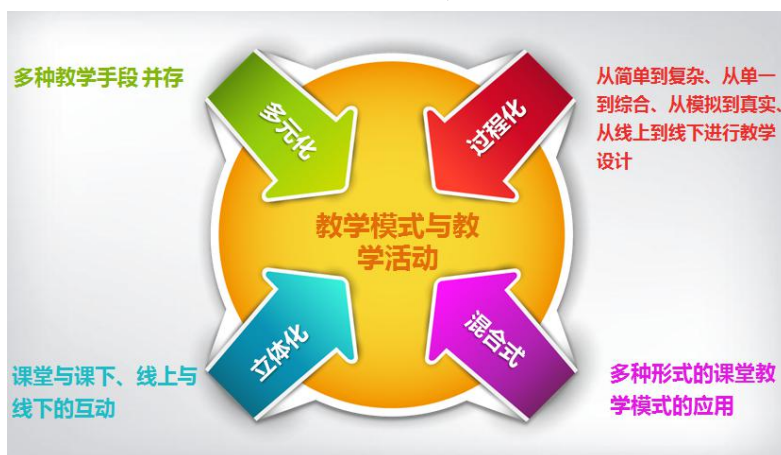 多种教学手段 并存
多元化
过程化
从简单到复杂、从单一
到综合、从模拟到真实、
从线上到线下进行教学
设计
教学模式与教
学活动
立体化
混合式
课堂与课下、线上与
线下的互动
多种形式的课堂教
学模式的应用